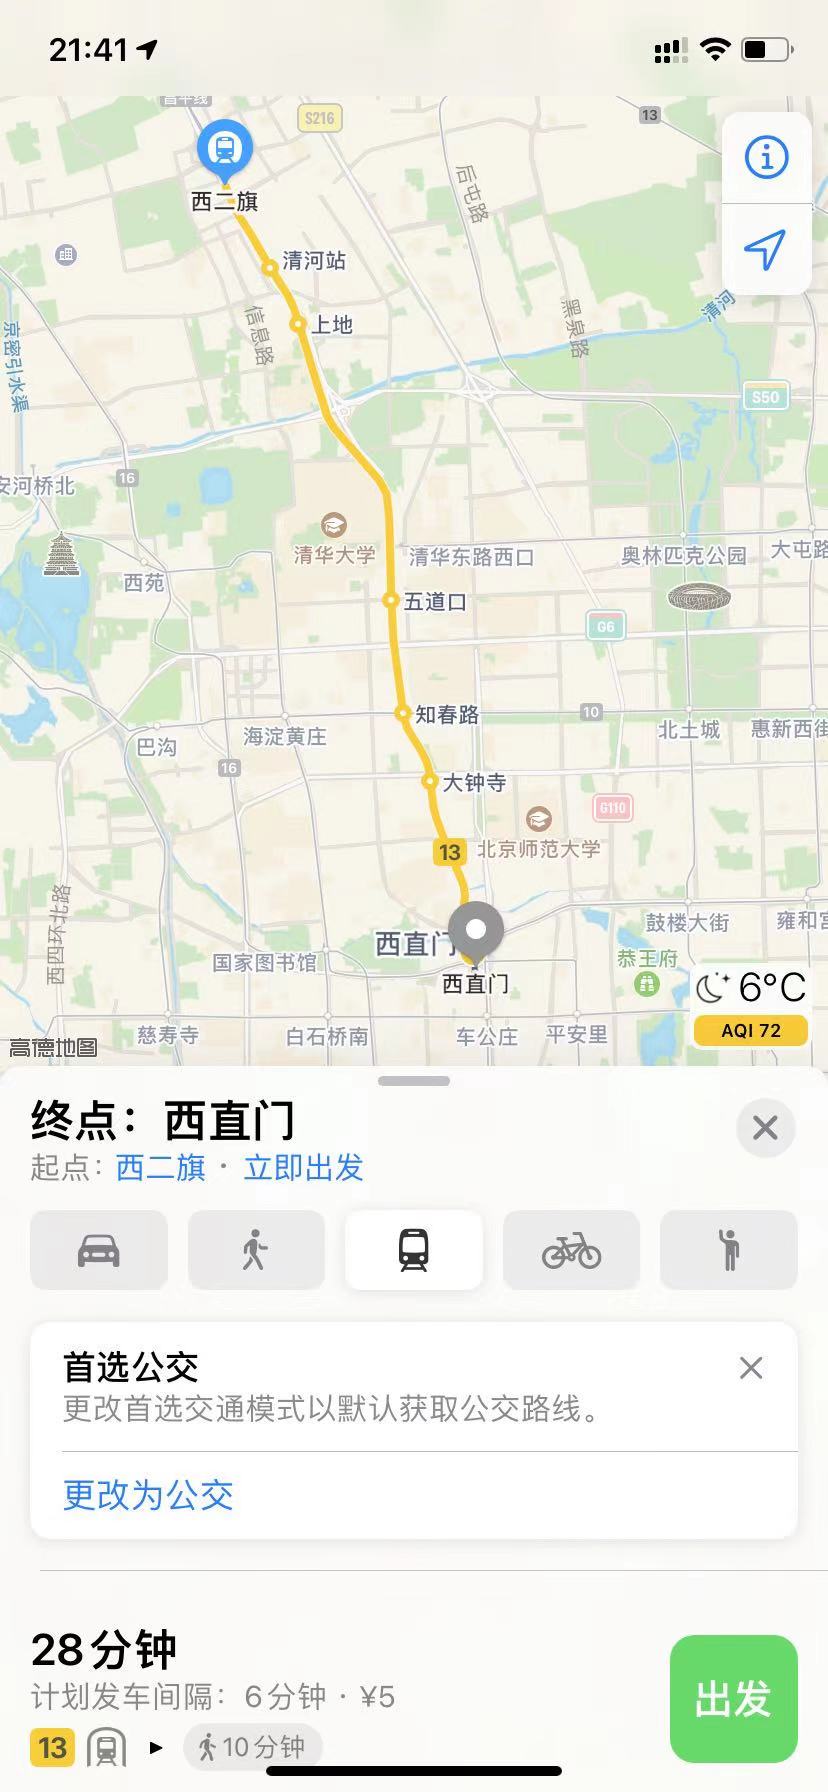 21:41
昌平线
S216
13
西二旗
后屯路
清河站
清河
信息路
上地
黑泉路
京密引水渠
S50
安河桥北
16
清华大学
清华东路西口
奥林匹克公园
大屯路
西苑
五道口
G6
知春路
10
北土城
惠新西街
巴沟
海淀黄庄
16
大钟寺
G110
13
北京师范大学
西四环北路
鼓楼大街
雍和宫
西直门
国家图书馆
恭王府
西直门
6°C
AQI 72
慈寿寺
白石桥南
车公庄
平安里
高德地图
终点：西直门
起点：西二旗 · 立即出发
首选公交
更改首选交通模式以默认获取公交路线。
更改为公交
28分钟
计划发车间隔：6分钟 · ¥5
出发
13
10分钟